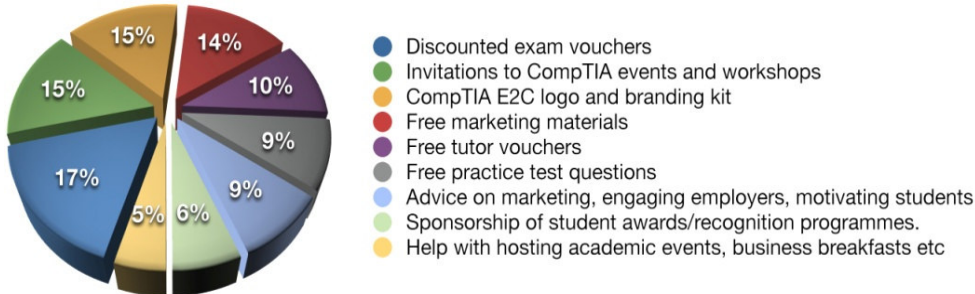 15%
14%
15%
10%
9%
17%
9%
5%
6%
Discounted exam vouchers
Invitations to CompTIA events and workshops
CompTIA E2C logo and branding kit
Free marketing materials
Free tutor vouchers
Free practice test questions
Advice on marketing, engaging employers, motivating students
Sponsorship of student awards/recognition programmes.
Help with hosting academic events, business breakfasts etc